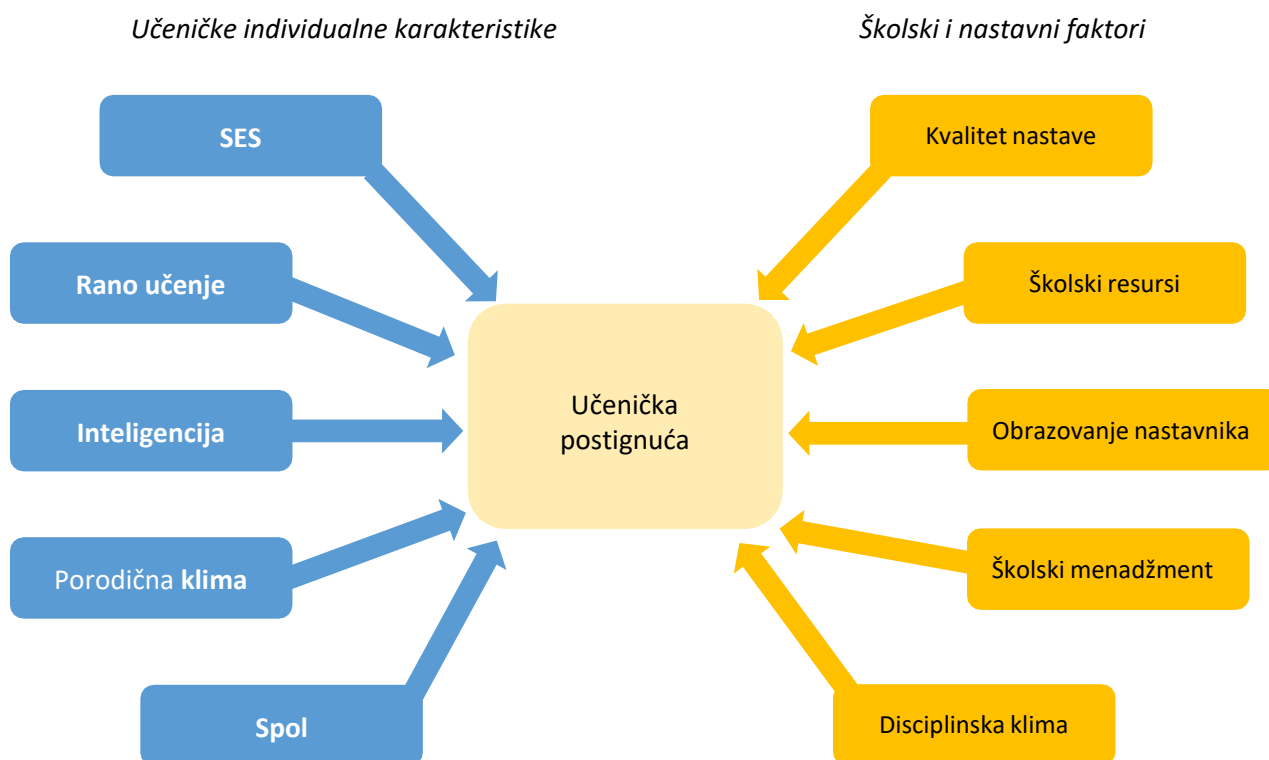 Učeničke individualne karakteristike
Školski i nastavni faktori
SES
Kvalitet nastave
Rano učenje
Školski resursi
Učenička
postignuća
Inteligencija
Obrazovanje nastavnika
Porodična klima
Školski menadžment
Spol
Disciplinska klima